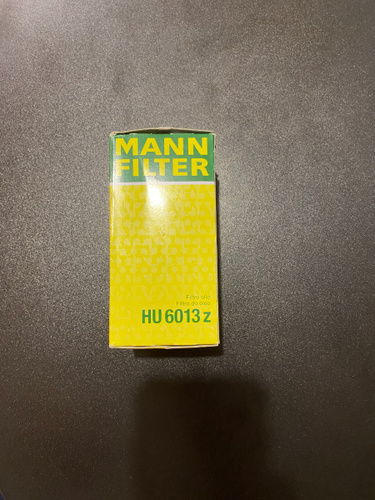 MANN
FILTER
HU 6013 z